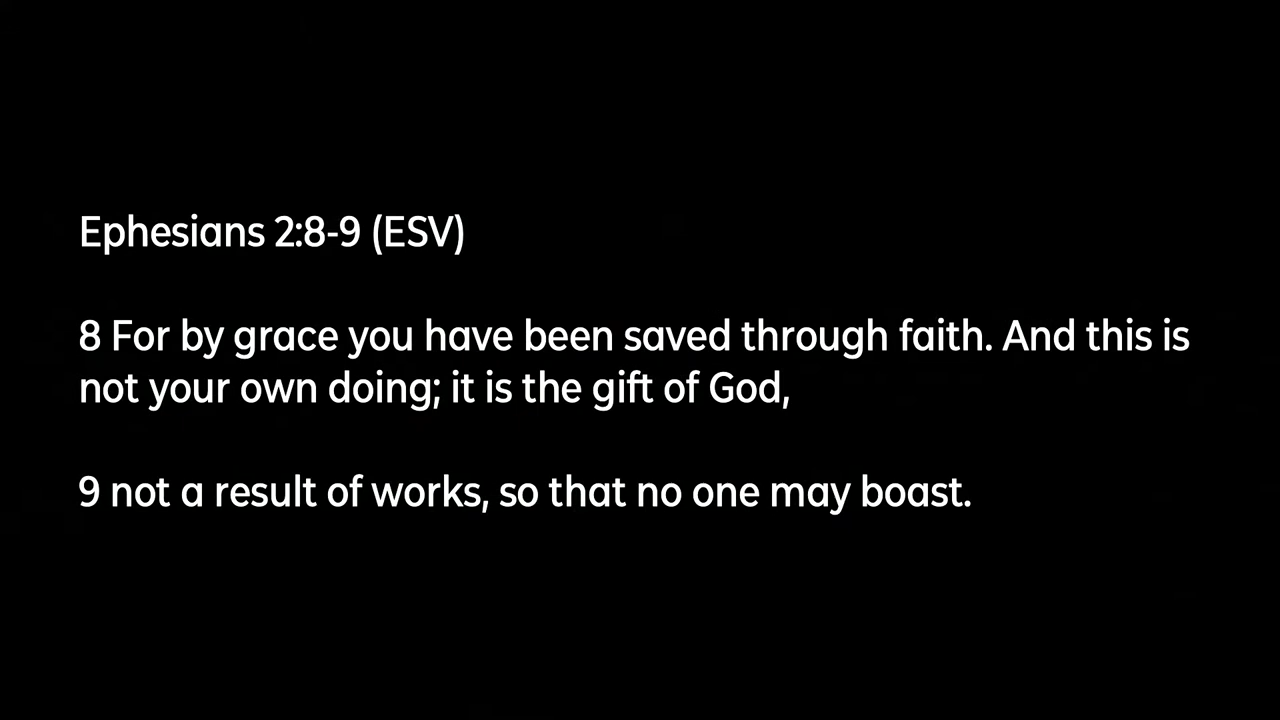 Ephesians 2:8-9 (ESV)
8 For by grace you have been saved through faith. And this is
not your own doing; it is the gift of God,
9 not a result of works, so that no one may boast.